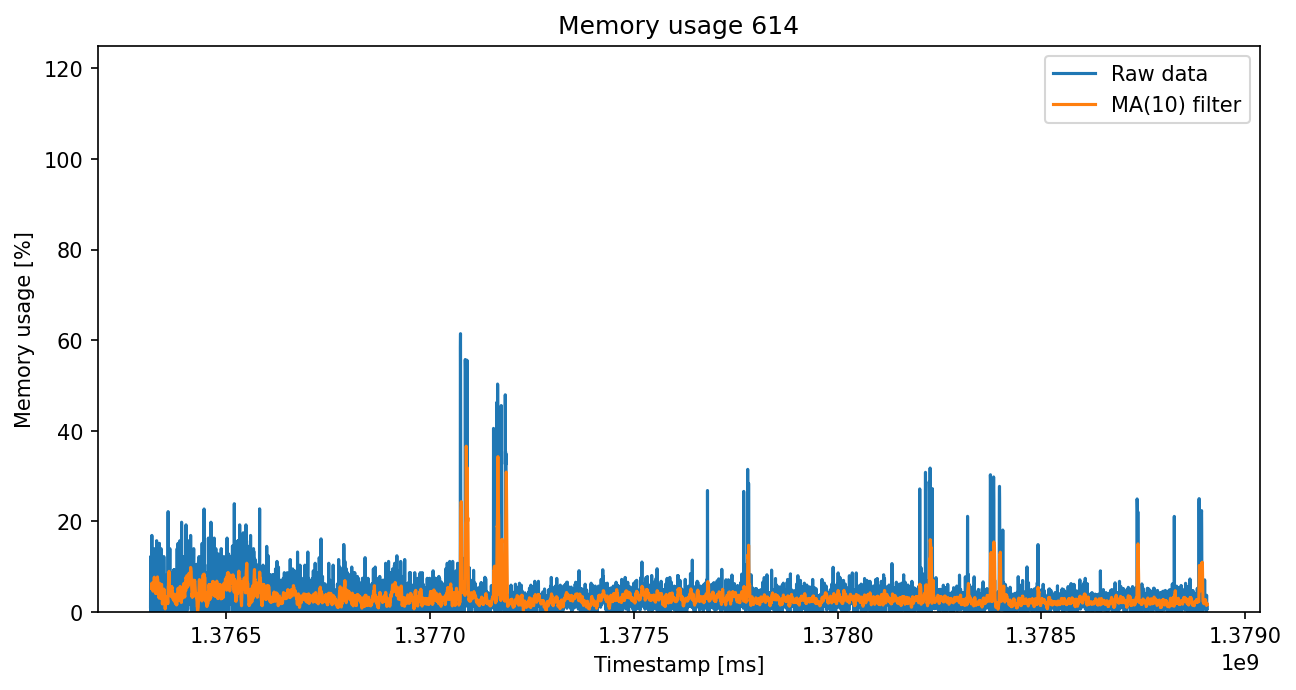 Memory usage 614
Raw data
MA(10) filter
Memory usage [%]
120
100
80
60
40
20
0
1.3765 1.3770 1.3775 1.3780 1.3785 1.3790
1e9
Timestamp [ms]